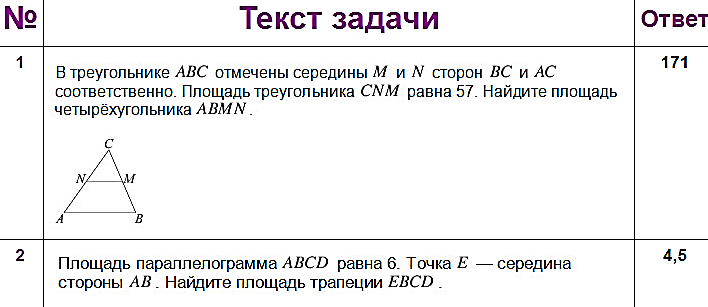 № Текст задачи Ответ
1 В треугольнике ABC отмечены середины M и N сторон BC и AC 171
соответственно. Площадь треугольника CNM равна 57. Найдите площадь
четырёхугольника ABMN .
C
N M
A B
2 Площадь параллелограмма ABCD равна 6. Точка E — середина 4,5
стороны AB . Найдите площадь трапеции EBCD .